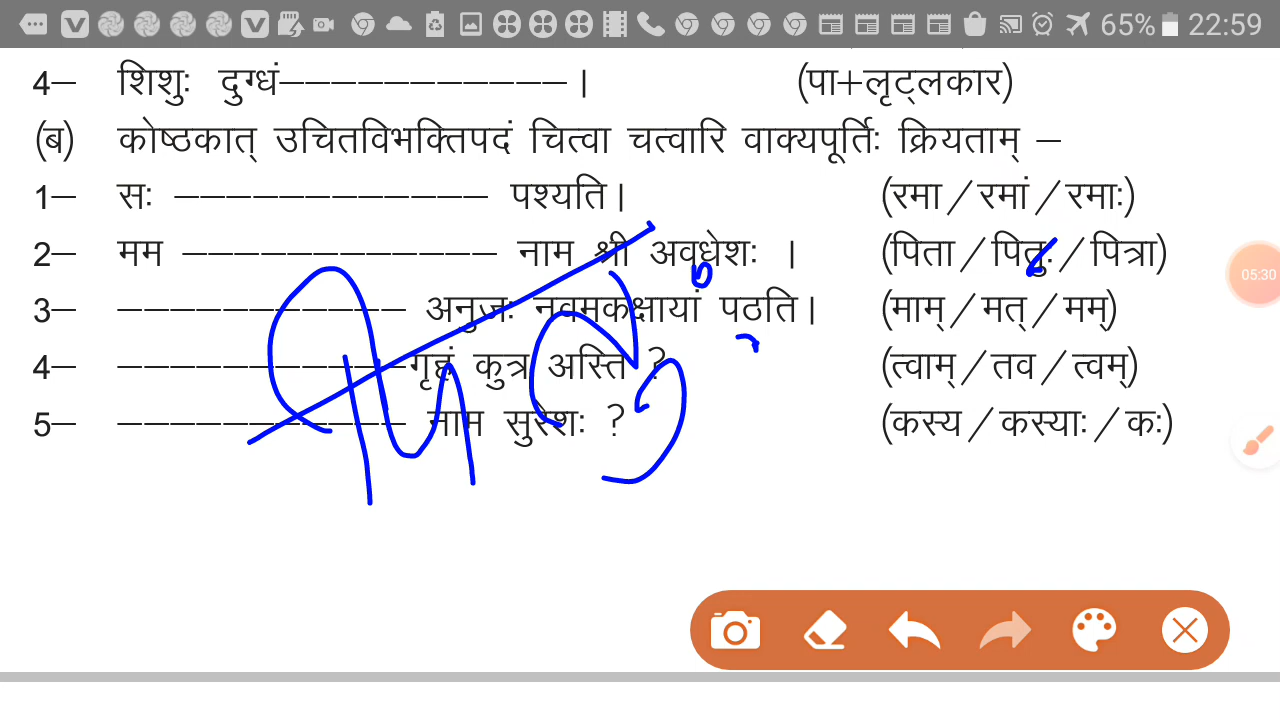 65% 22:59
4– शिशुः दुग्धं––––––––––– । (पा+लृट्लकार)
(ब) कोष्ठकात् उचितविभक्तिपदं चित्वा चत्वारि वाक्यपूर्तिः क्रियताम् –
1– सः –––––––––––– पश्यति। (रमा/रमां/रमाः)
2– मम –––––––––––– नाम श्री अवधेशः । (पिता/पितुः/पित्रा)
3– ––––––––––– अनुजः नवमकक्षायां पठति। (माम्/मत्/मम्)
05:30
4– –––––––––––गृहं कुत्र अस्ति ? (त्वाम्/तव/त्वम्)
5– ––––––––––– नाम सुरेशः ? (कस्य/कस्याः/कः)